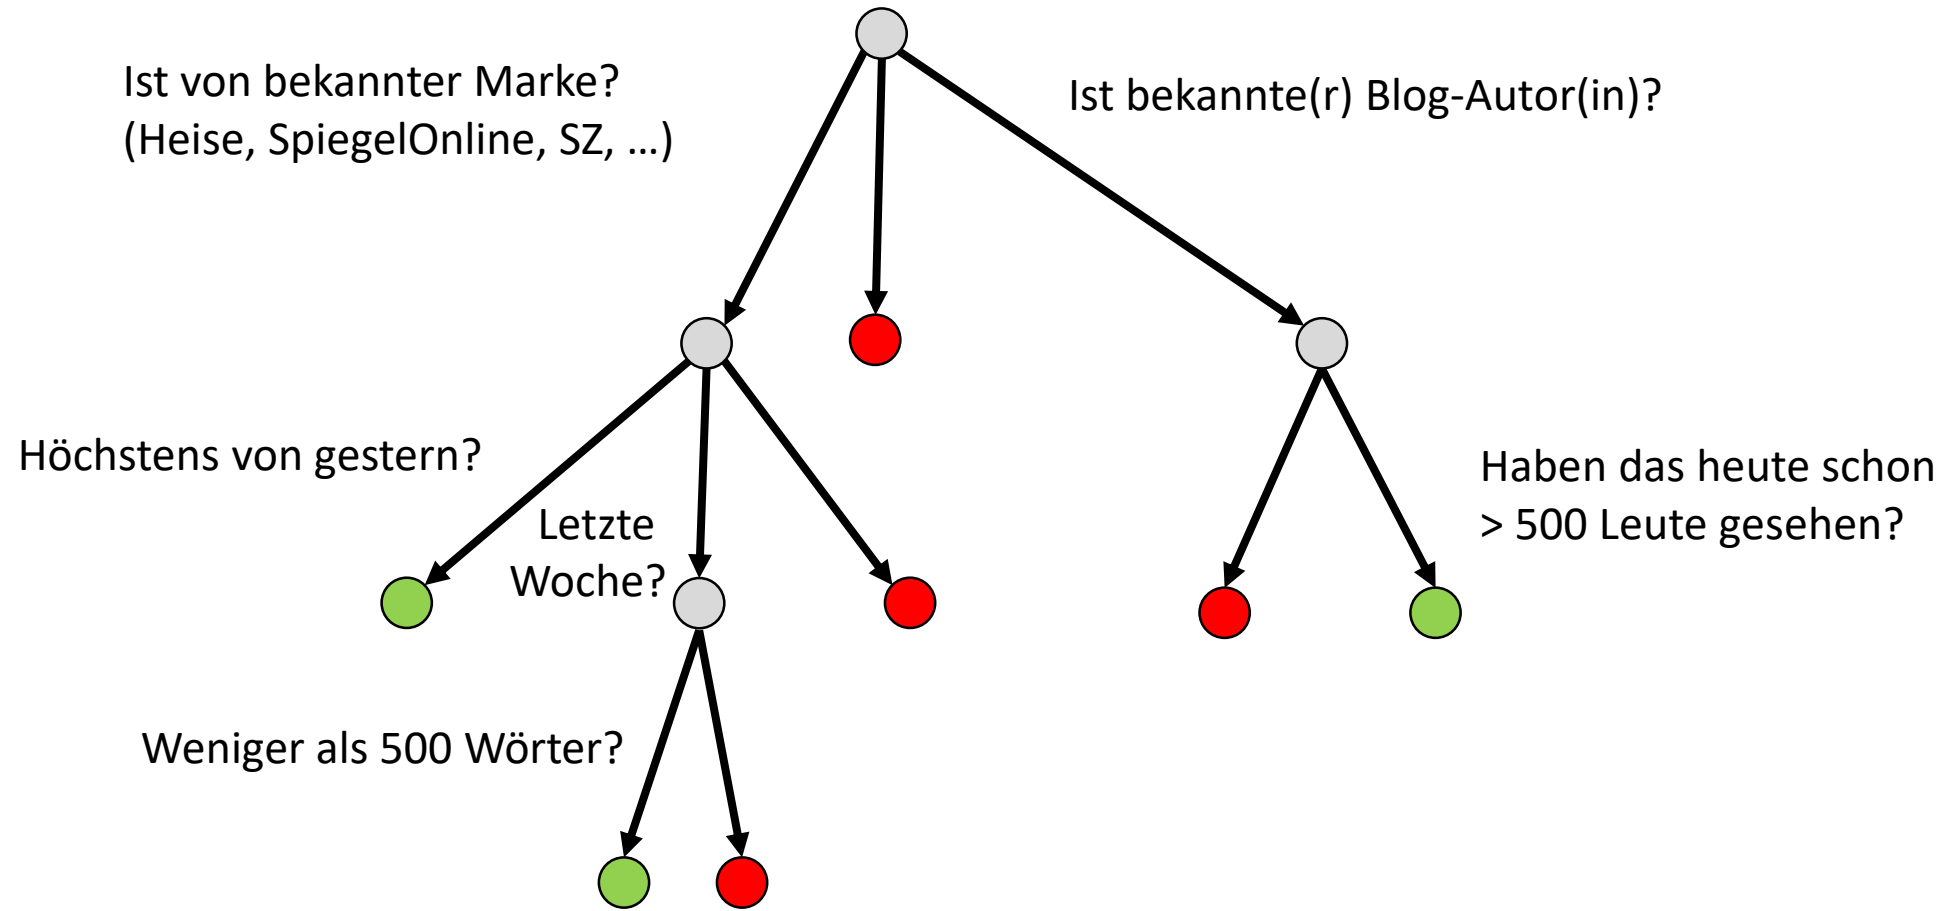 Ist von bekannter Marke?
(Heise, SpiegelOnline, SZ, …)
Ist bekannte(r) Blog-Autor(in)?
Höchstens von gestern?
Letzte
Woche?
Haben das heute schon
> 500 Leute gesehen?
Weniger als 500 Wörter?